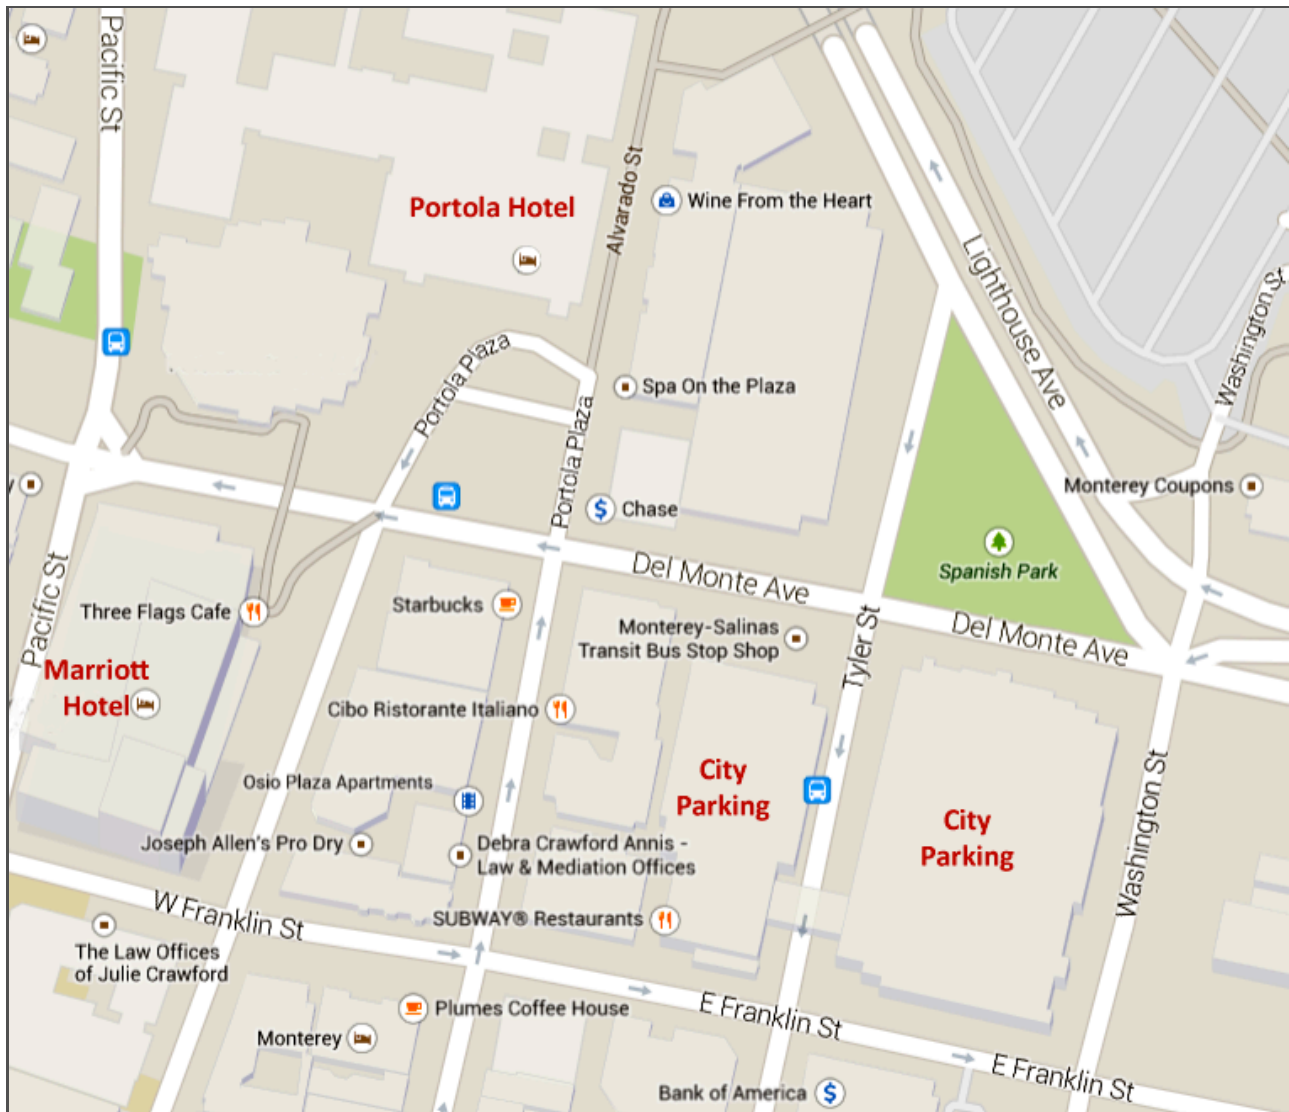 Pacific St
Portola Hotel
Alvarado St
Wine From the Heart
Lighthouse Ave
Washington St
Portola Plaza
Spa On the Plaza
Portola Plaza
Monterey Coupons
Chase
Pacific St
Del Monte Ave
Spanish Park
Three Flags Cafe
Starbucks
Monterey-Salinas
Transit Bus Stop Shop
Tyler St
Del Monte Ave
Marriott
Hotel
Cibo Ristorante Italiano
City
Parking
Osio Plaza Apartments
City
Parking
Washington St
Joseph Allen's Pro Dry
Debra Crawford Annis -
Law & Mediation Offices
W Franklin St
SUBWAY® Restaurants
The Law Offices
of Julie Crawford
Plumes Coffee House
E Franklin St
Monterey
E Franklin St
Bank of America